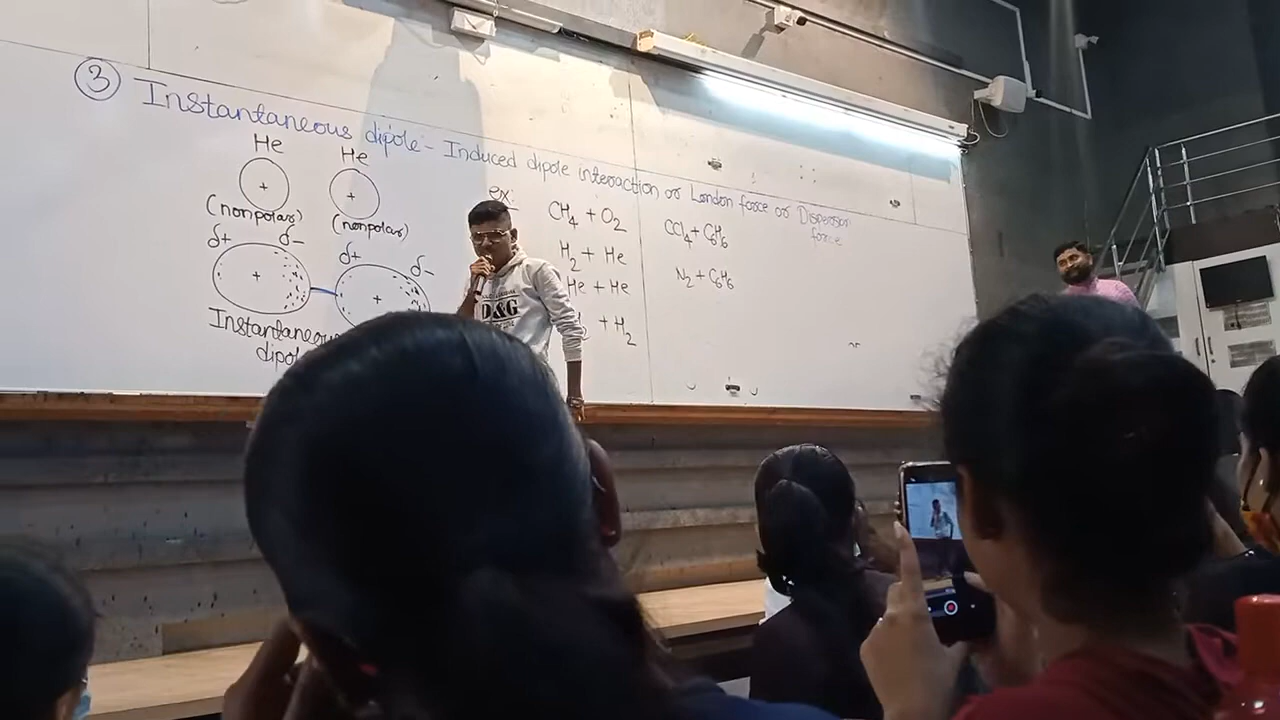 ③ Instantaneous dipole - Induced dipole interaction or London force or Dispersion
force
He He
(nonpolar) (nonpolar)
δ+ δ- δ+ δ-
+ +
+ +
Instantaneous
dipole
ex:
CH₄ + O₂
H₂ + He
He + He
+ H₂
CCl₄ + C₆H₆
N₂ + C₆H₆
D&G